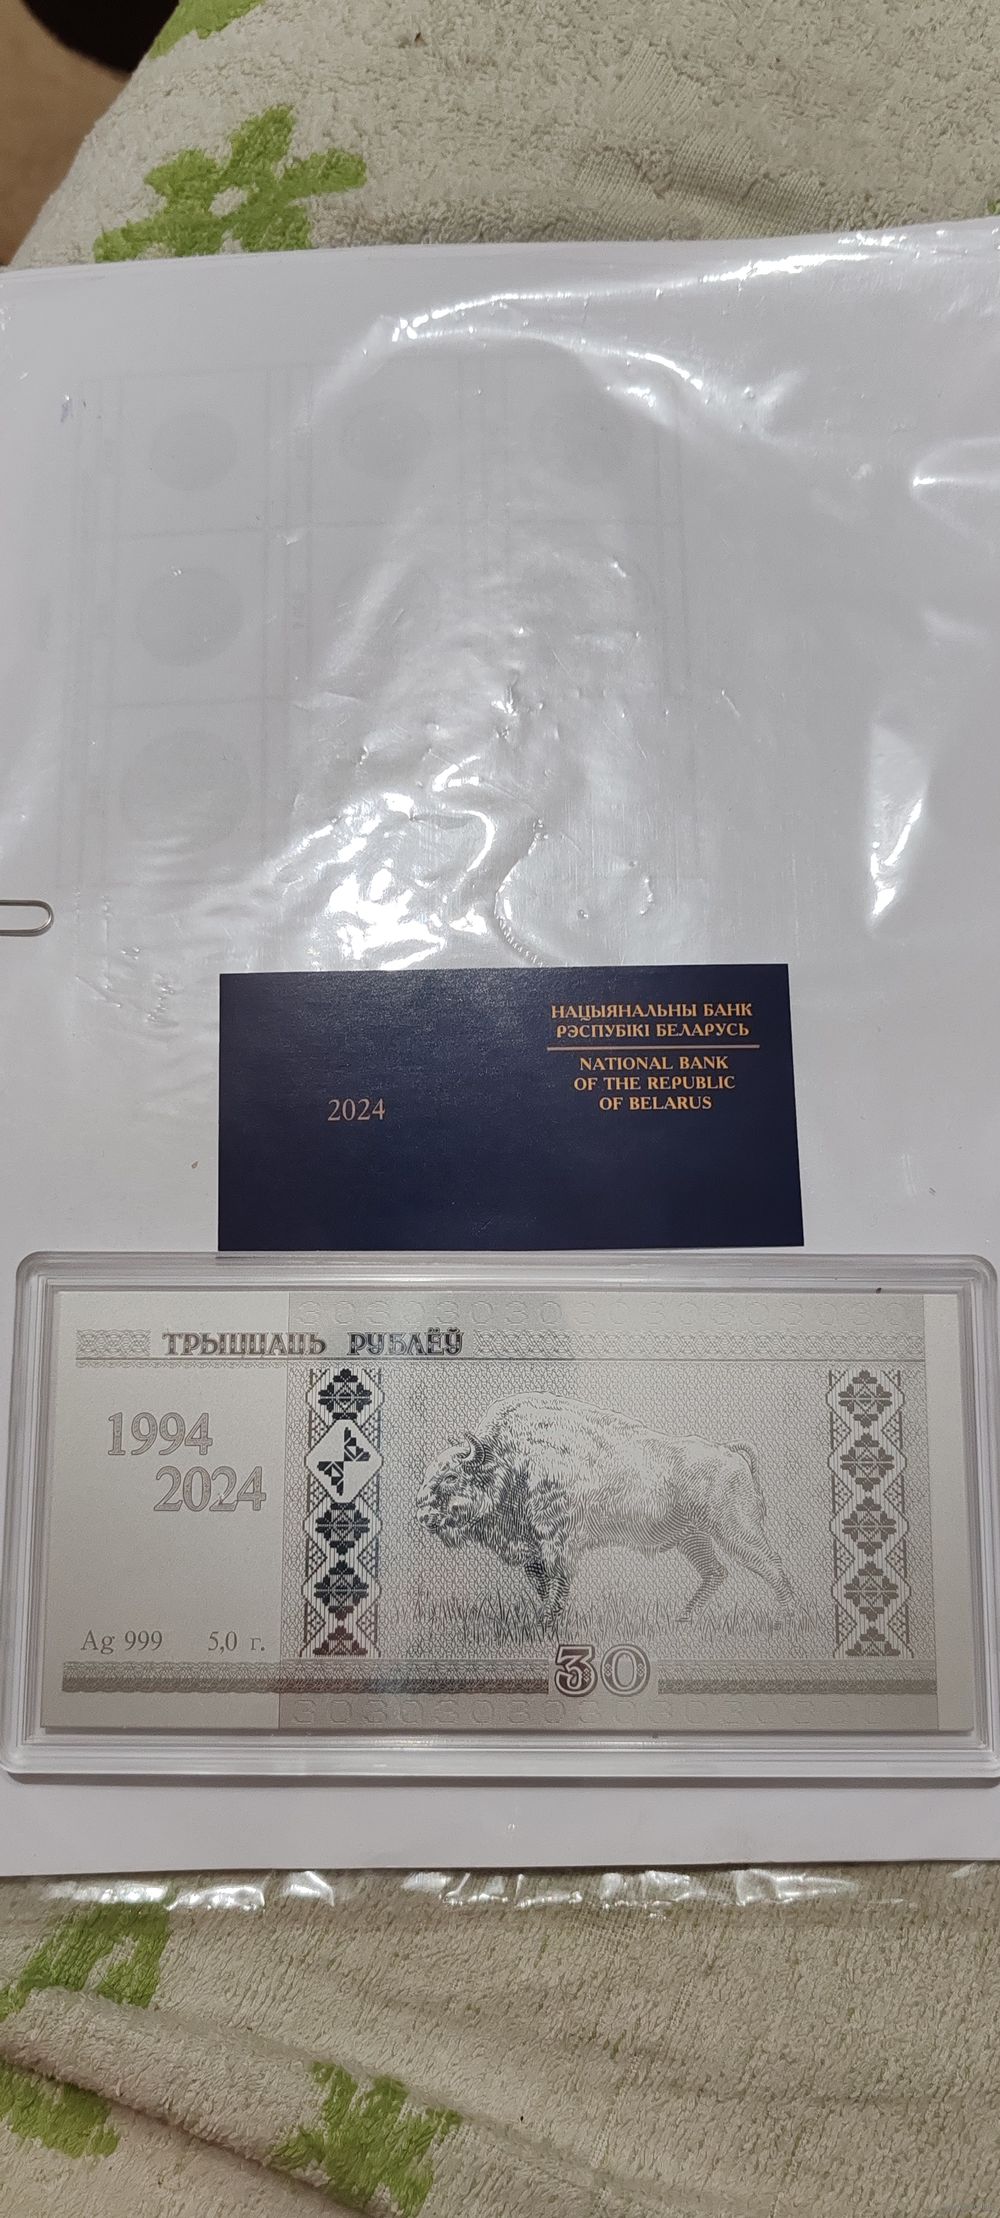 НАЦЫЯНАЛЬНЫ БАНК
РЭСПУБІКІ БЕЛАРУСЬ
NATIONAL BANK
OF THE REPUBLIC
OF BELARUS
2024
ТРЫЦЦАЦЬ РУБЛЁЎ
1994
2024
Ag 999 5,0 г.
30